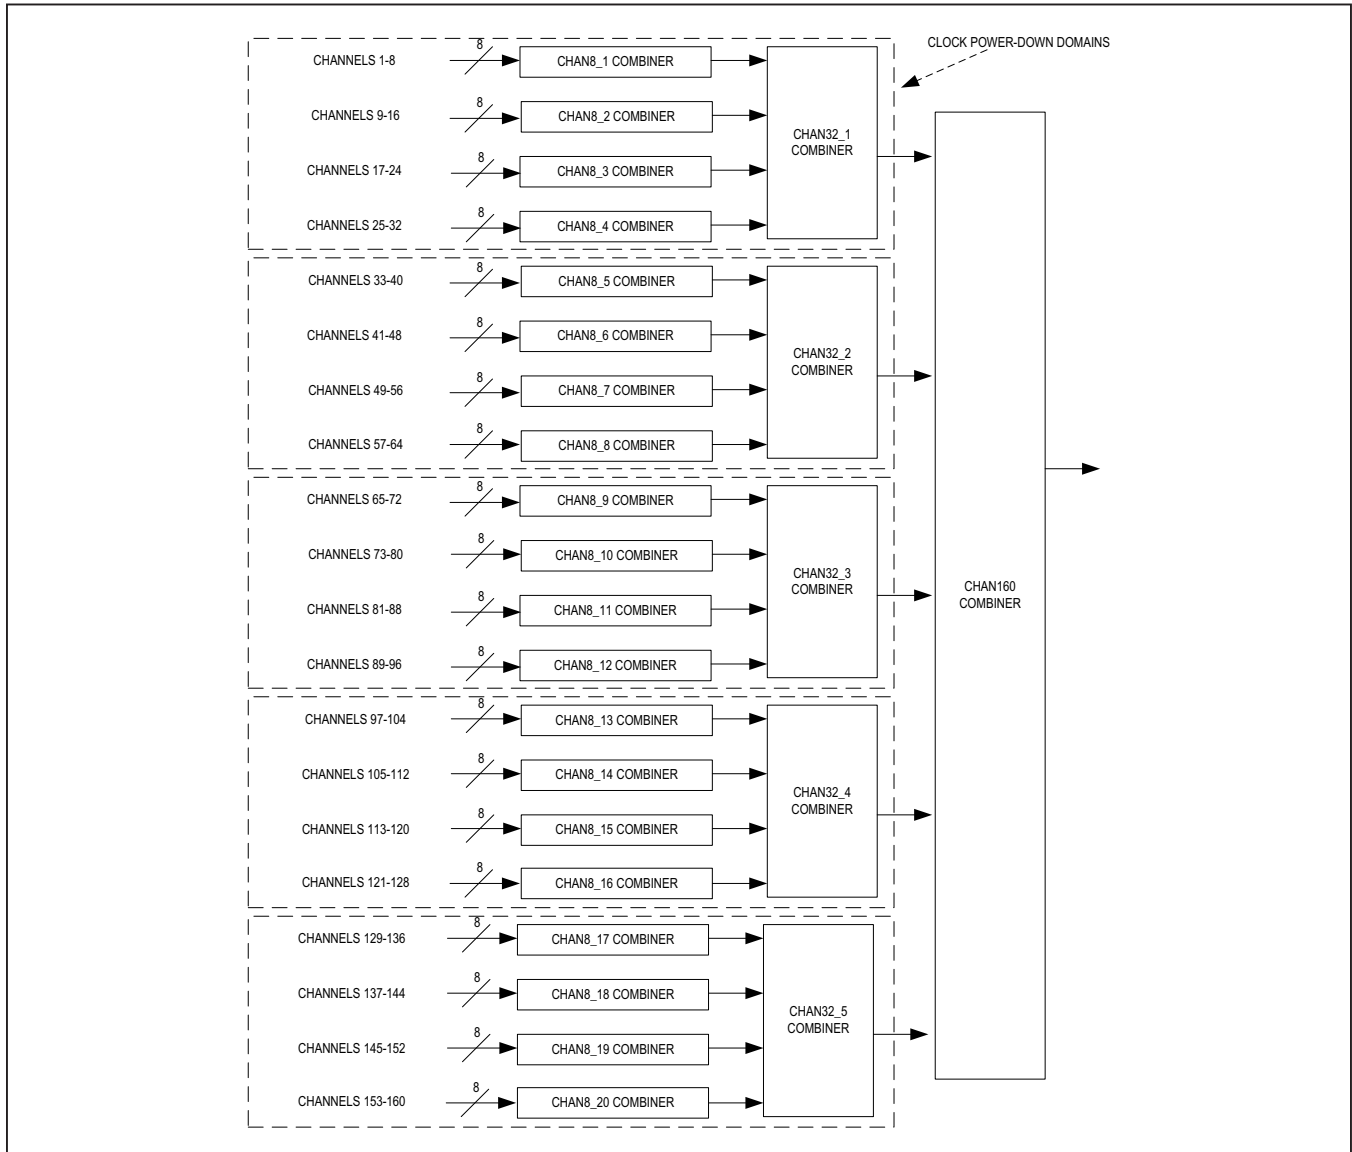 CLOCK POWER-DOWN DOMAINS
8
CHANNELS 1-8
CHAN8_1 COMBINER
8
CHANNELS 9-16
CHAN8_2 COMBINER
8
CHANNELS 17-24
CHAN8_3 COMBINER
8
CHANNELS 25-32
CHAN8_4 COMBINER
CHAN32_1
COMBINER
8
CHANNELS 33-40
CHAN8_5 COMBINER
8
CHANNELS 41-48
CHAN8_6 COMBINER
8
CHANNELS 49-56
CHAN8_7 COMBINER
8
CHANNELS 57-64
CHAN8_8 COMBINER
CHAN32_2
COMBINER
8
CHANNELS 65-72
CHAN8_9 COMBINER
8
CHANNELS 73-80
CHAN8_10 COMBINER
8
CHANNELS 81-88
CHAN8_11 COMBINER
8
CHANNELS 89-96
CHAN8_12 COMBINER
CHAN32_3
COMBINER
8
CHANNELS 97-104
CHAN8_13 COMBINER
8
CHANNELS 105-112
CHAN8_14 COMBINER
8
CHANNELS 113-120
CHAN8_15 COMBINER
8
CHANNELS 121-128
CHAN8_16 COMBINER
CHAN32_4
COMBINER
8
CHANNELS 129-136
CHAN8_17 COMBINER
8
CHANNELS 137-144
CHAN8_18 COMBINER
8
CHANNELS 145-152
CHAN8_19 COMBINER
8
CHANNELS 153-160
CHAN8_20 COMBINER
CHAN32_5
COMBINER
CHAN160
COMBINER